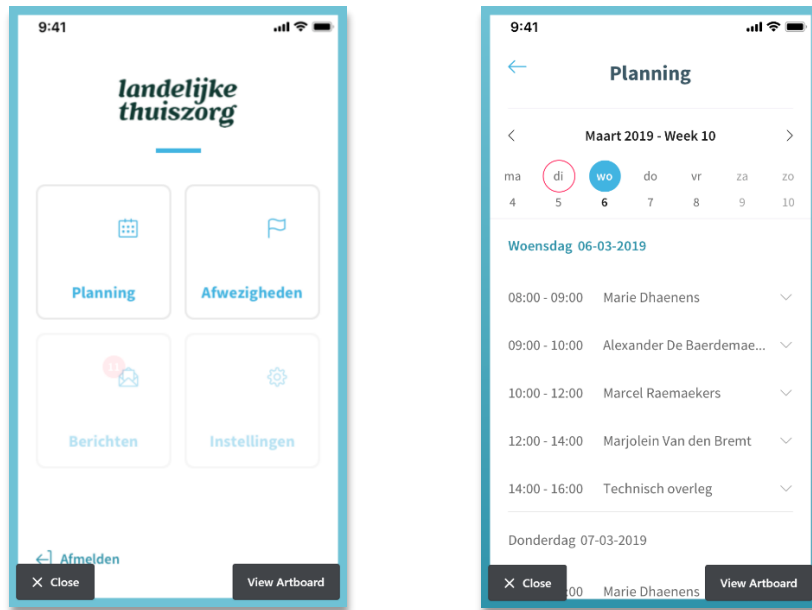 9:41
landelijke
thuiszorg
Planning
Afwezigheden
11
Berichten
Instellingen
Afmelden
Close
View Artboard
9:41
Planning
Maart 2019 - Week 10
ma di wo do vr za zo
4 5 6 7 8 9 10
Woensdag 06-03-2019
08:00 - 09:00 Marie Dhaenens
09:00 - 10:00 Alexander De Baerdemae...
10:00 - 12:00 Marcel Raemaekers
12:00 - 14:00 Marjolein Van den Bremt
14:00 - 16:00 Technisch overleg
Donderdag 07-03-2019
:00 Marie Dhaenens
Close
View Artboard